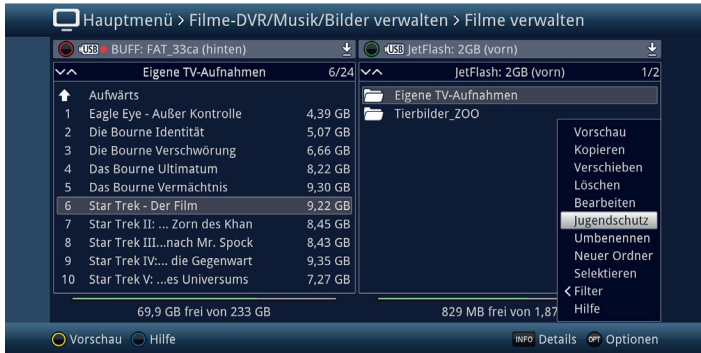 Hauptmenü > Filme-DVR/Musik/Bilder verwalten > Filme verwalten
USB BUFF: FAT_33ca (hinten)
Eigene TV-Aufnahmen 6/24
Aufwärts
1 Eagle Eye - Außer Kontrolle 4,39 GB
2 Die Bourne Identität 5,07 GB
3 Die Bourne Verschwörung 6,66 GB
4 Das Bourne Ultimatum 8,22 GB
5 Das Bourne Vermächtnis 9,30 GB
6 Star Trek - Der Film 9,22 GB
7 Star Trek II: ... Zorn des Khan 8,45 GB
8 Star Trek III...nach Mr. Spock 8,43 GB
9 Star Trek IV:... die Gegenwart 9,35 GB
10 Star Trek V: ...es Universums 7,27 GB
69,9 GB frei von 233 GB
USB JetFlash: 2GB (vorn)
JetFlash: 2GB (vorn) 1/2
Eigene TV-Aufnahmen
Tierbilder_ZOO
829 MB frei von 1,87
Vorschau
Kopieren
Verschieben
Löschen
Bearbeiten
Jugendschutz
Umbenennen
Neuer Ordner
Selektieren
Filter
Hilfe
Vorschau Hilfe INFO Details OPT Optionen